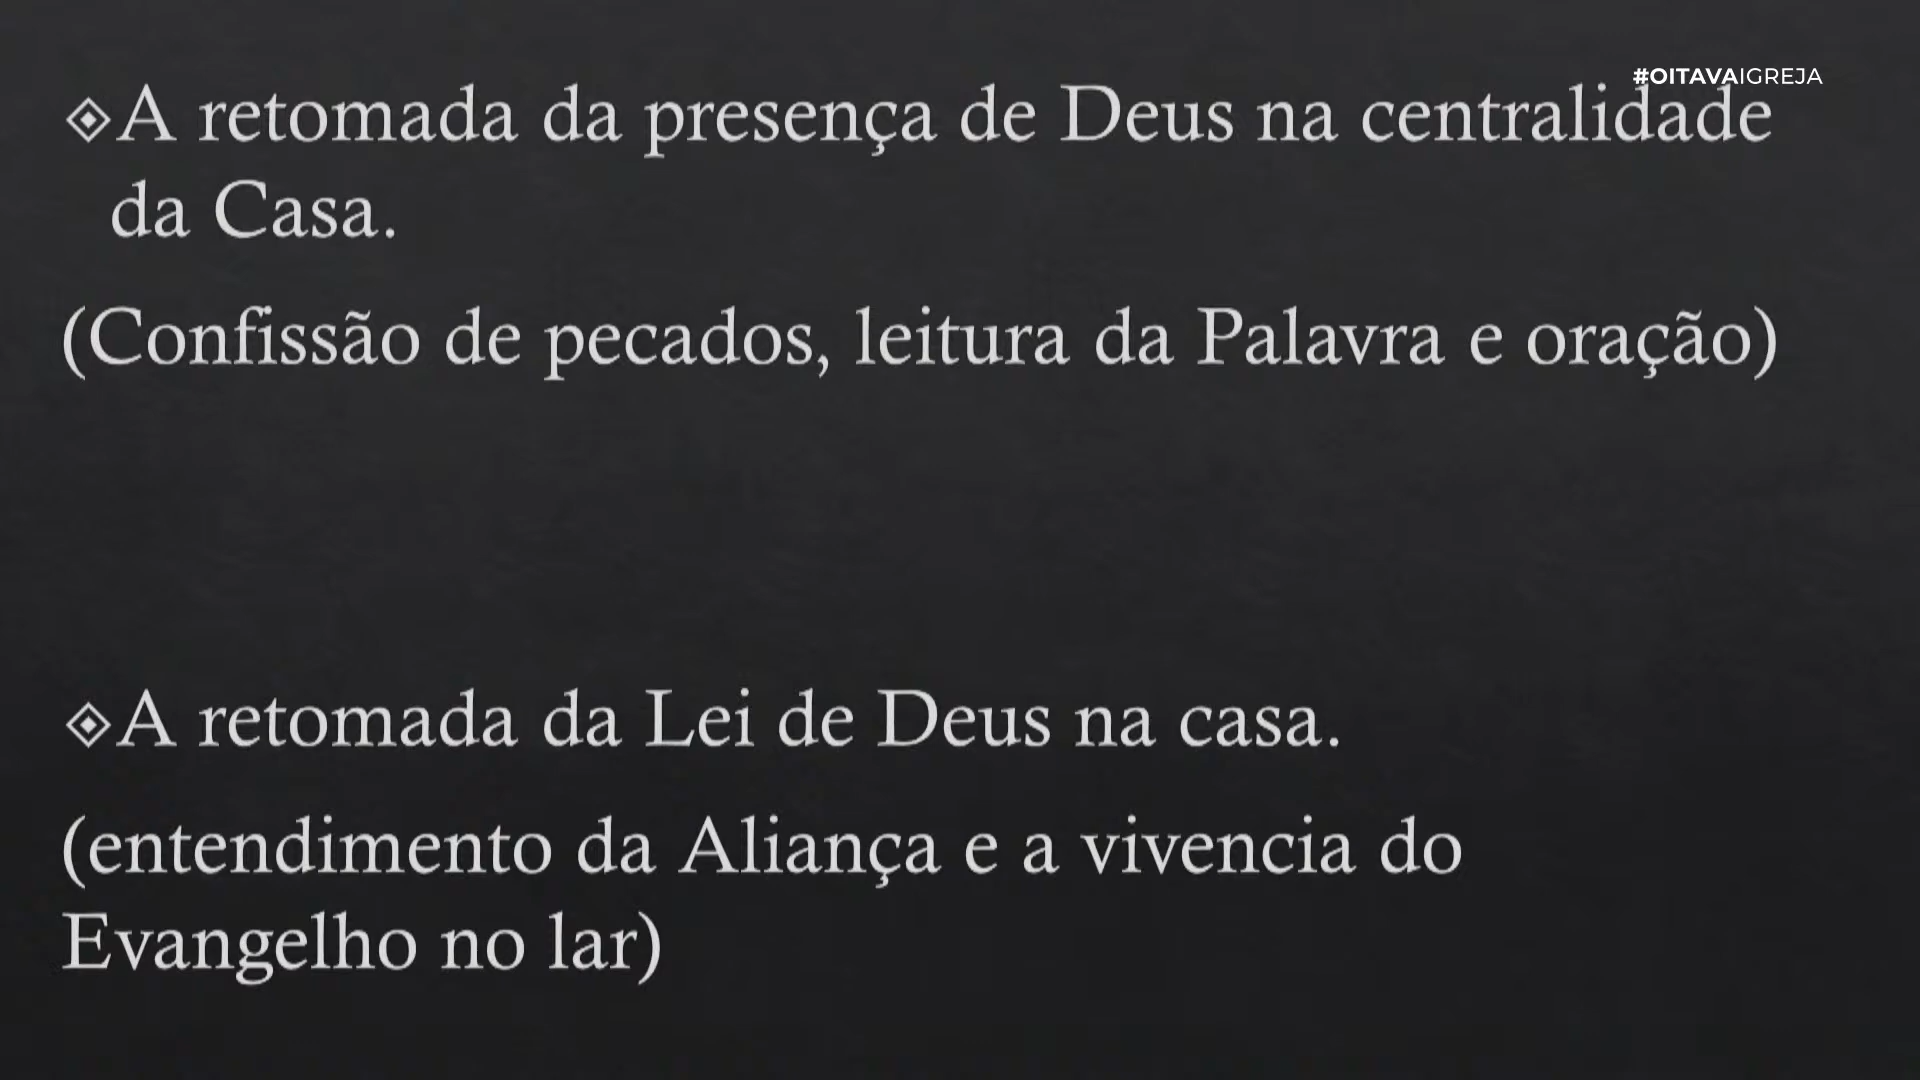 #OITAVAIGREJA
A retomada da presença de Deus na centralidade
da Casa.
(Confissão de pecados, leitura da Palavra e oração)
A retomada da Lei de Deus na casa.
(entendimento da Aliança e a vivencia do
Evangelho no lar)